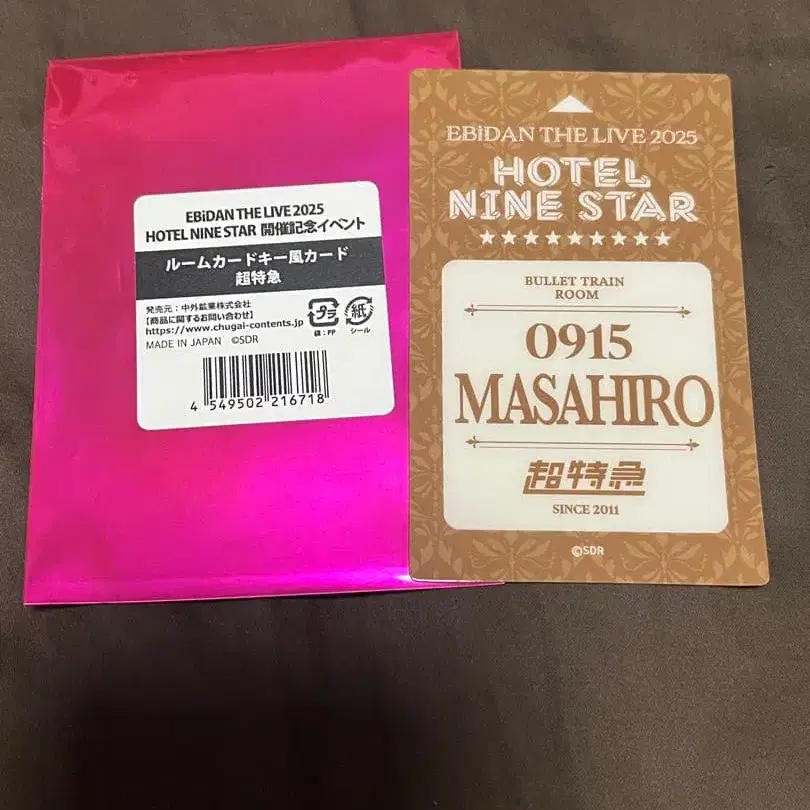 EBiDAN THE LIVE 2025
HOTEL NINE STAR 開催記念イベント
ルームカードキー風カード
超特急
発売元：中外鉱業株式会社
【商品に関するお問い合わせ】
https://www.chugai-contents.jp
MADE IN JAPAN ©SDR
プラ
袋：PP
紙
シール
4 549502 216718
EBiDAN THE LIVE 2025
HOTEL
NINE STAR
★★★★★★★★★
BULLET TRAIN
ROOM
0915
MASAHIRO
超特急
SINCE 2011
©SDR